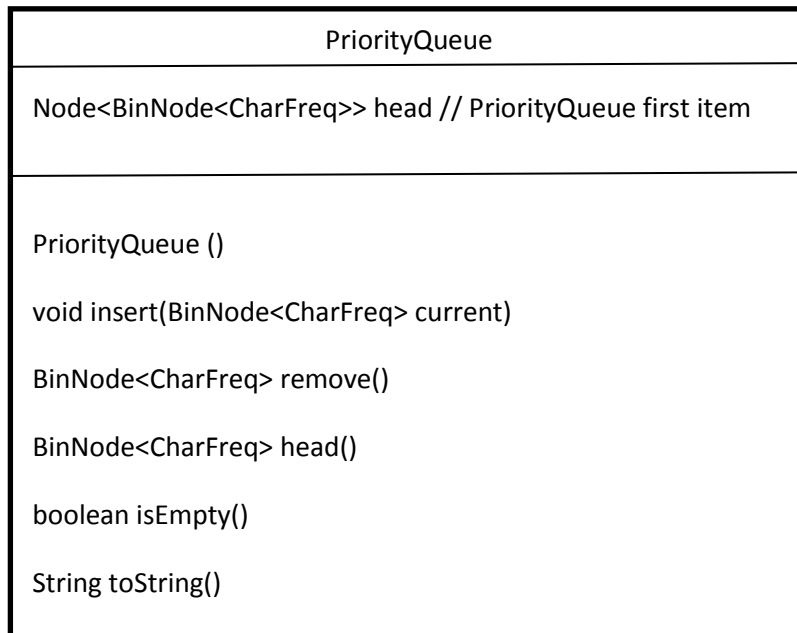 PriorityQueue
Node<BinNode<CharFreq>> head // PriorityQueue first item
PriorityQueue ()
void insert(BinNode<CharFreq> current)
BinNode<CharFreq> remove()
BinNode<CharFreq> head()
boolean isEmpty()
String toString()